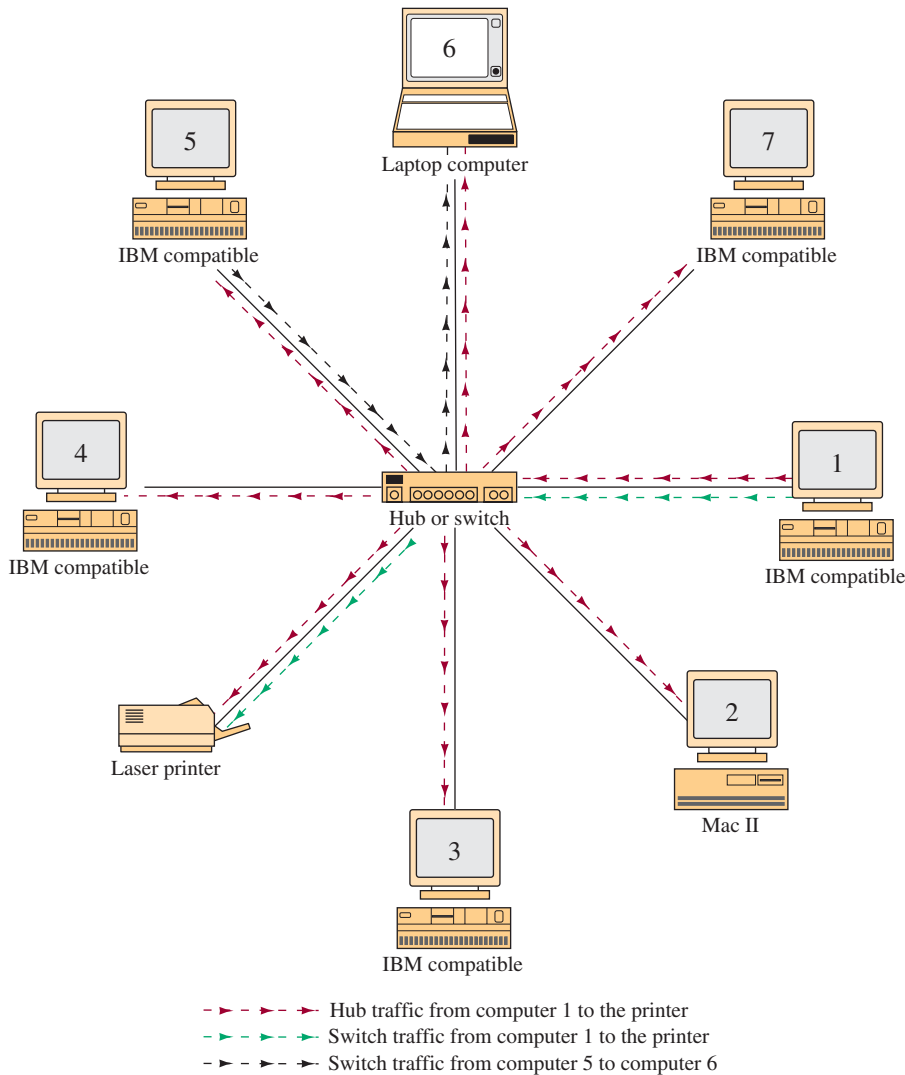 6
Laptop computer
5
IBM compatible
7
IBM compatible
4
IBM compatible
Hub or switch
1
IBM compatible
Laser printer
2
Mac II
3
IBM compatible
Hub traffic from computer 1 to the printer
Switch traffic from computer 1 to the printer
Switch traffic from computer 5 to computer 6